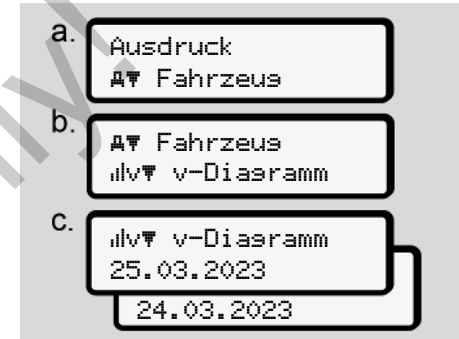 a.
Ausdruck
Fahrzeug
b.
Fahrzeug
v v-Diagramm
c.
v v-Diagramm
25.03.2023
24.03.2023